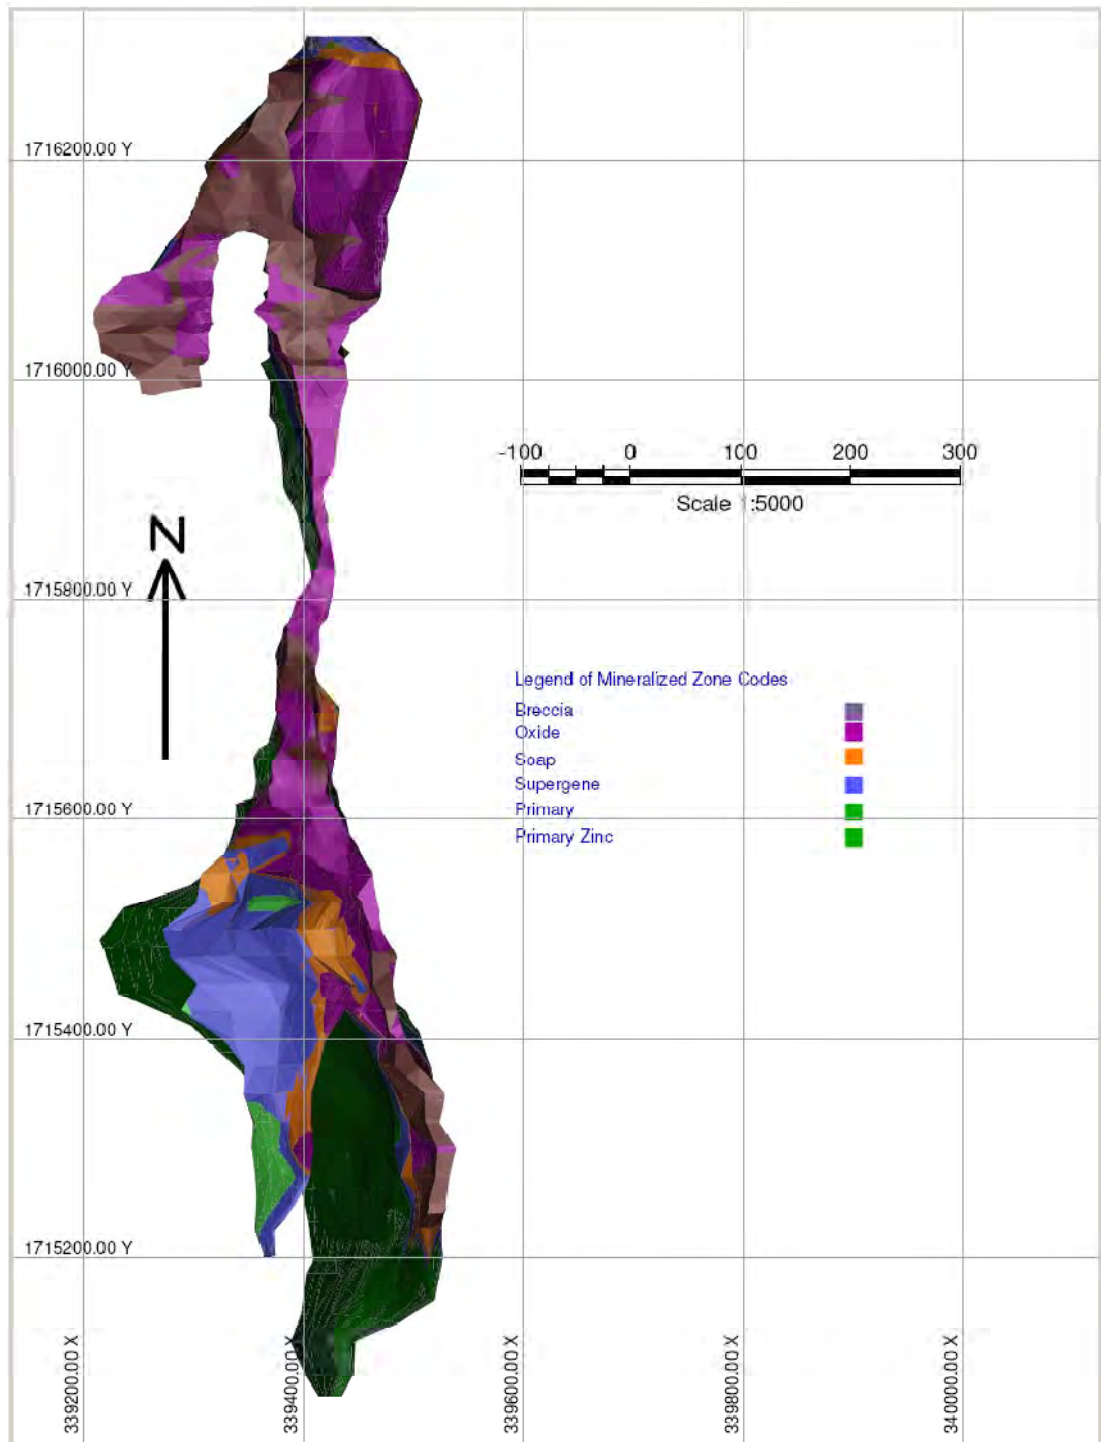 1716200.00 Y
1716000.00 Y
-100 0 100 200 300
Scale 1:5000
N
1715800.00 Y
Legend of Mineralized Zone Codes
Breccia
Oxide
Soap
Supergene
Primary
Primary Zinc
1715600.00 Y
1715400.00 Y
1715200.00 Y
339200.00 X
339400.00 X
339600.00 X
339800.00 X
340000.00 X